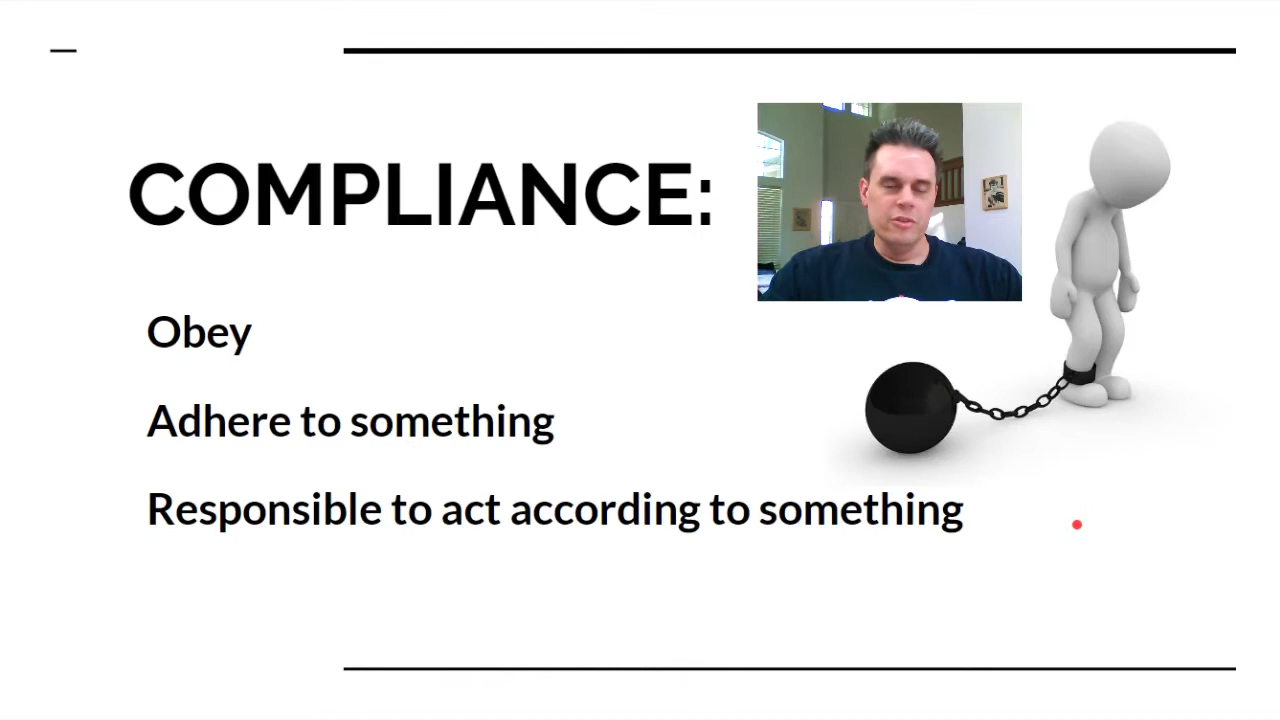 COMPLIANCE:
Obey
Adhere to something
Responsible to act according to something